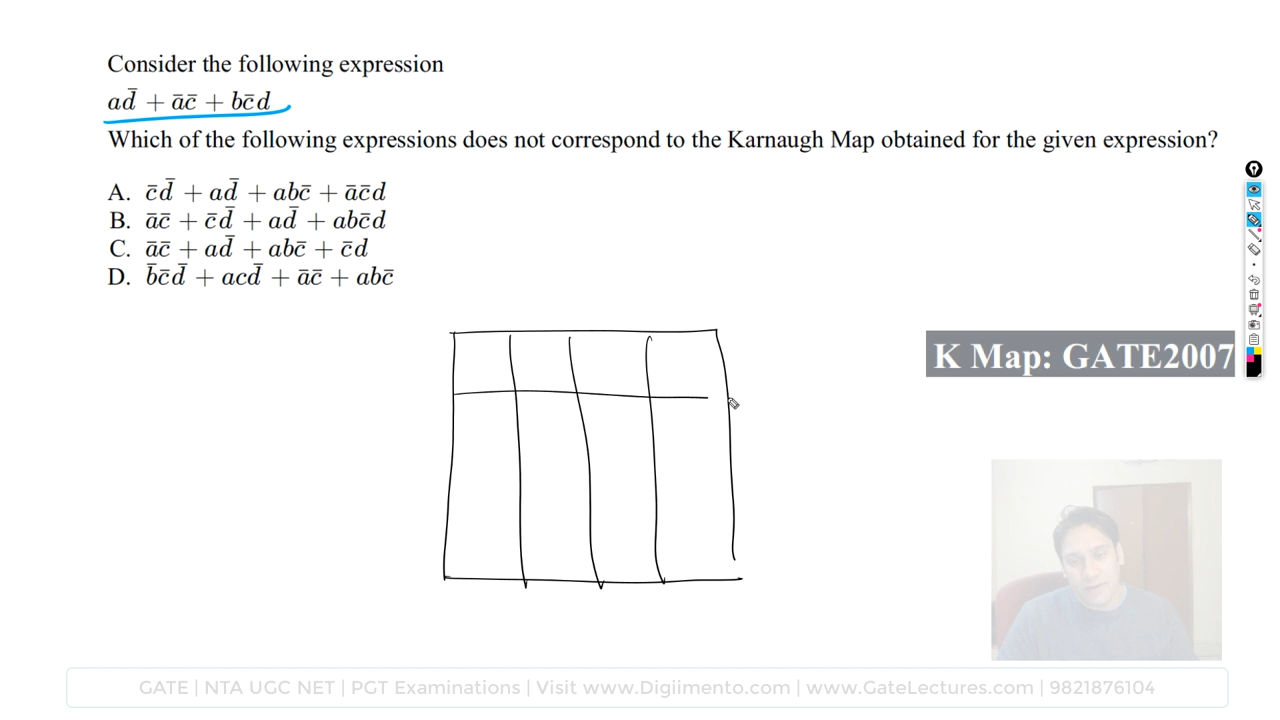 Consider the following expression
ad̄ + āc̄ + bc̄d
Which of the following expressions does not correspond to the Karnaugh Map obtained for the given expression?
A. c̄d̄ + ad̄ + abc̄ + āc̄d
B. āc̄ + c̄d̄ + ad̄ + abc̄d
C. āc̄ + ad̄ + abc̄ + c̄d
D. b̄c̄d̄ + acd̄ + āc̄ + abc̄
K Map: GATE2007
GATE | NTA UGC NET | PGT Examinations | Visit www.Digiimento.com | www.GateLectures.com | 9821876104